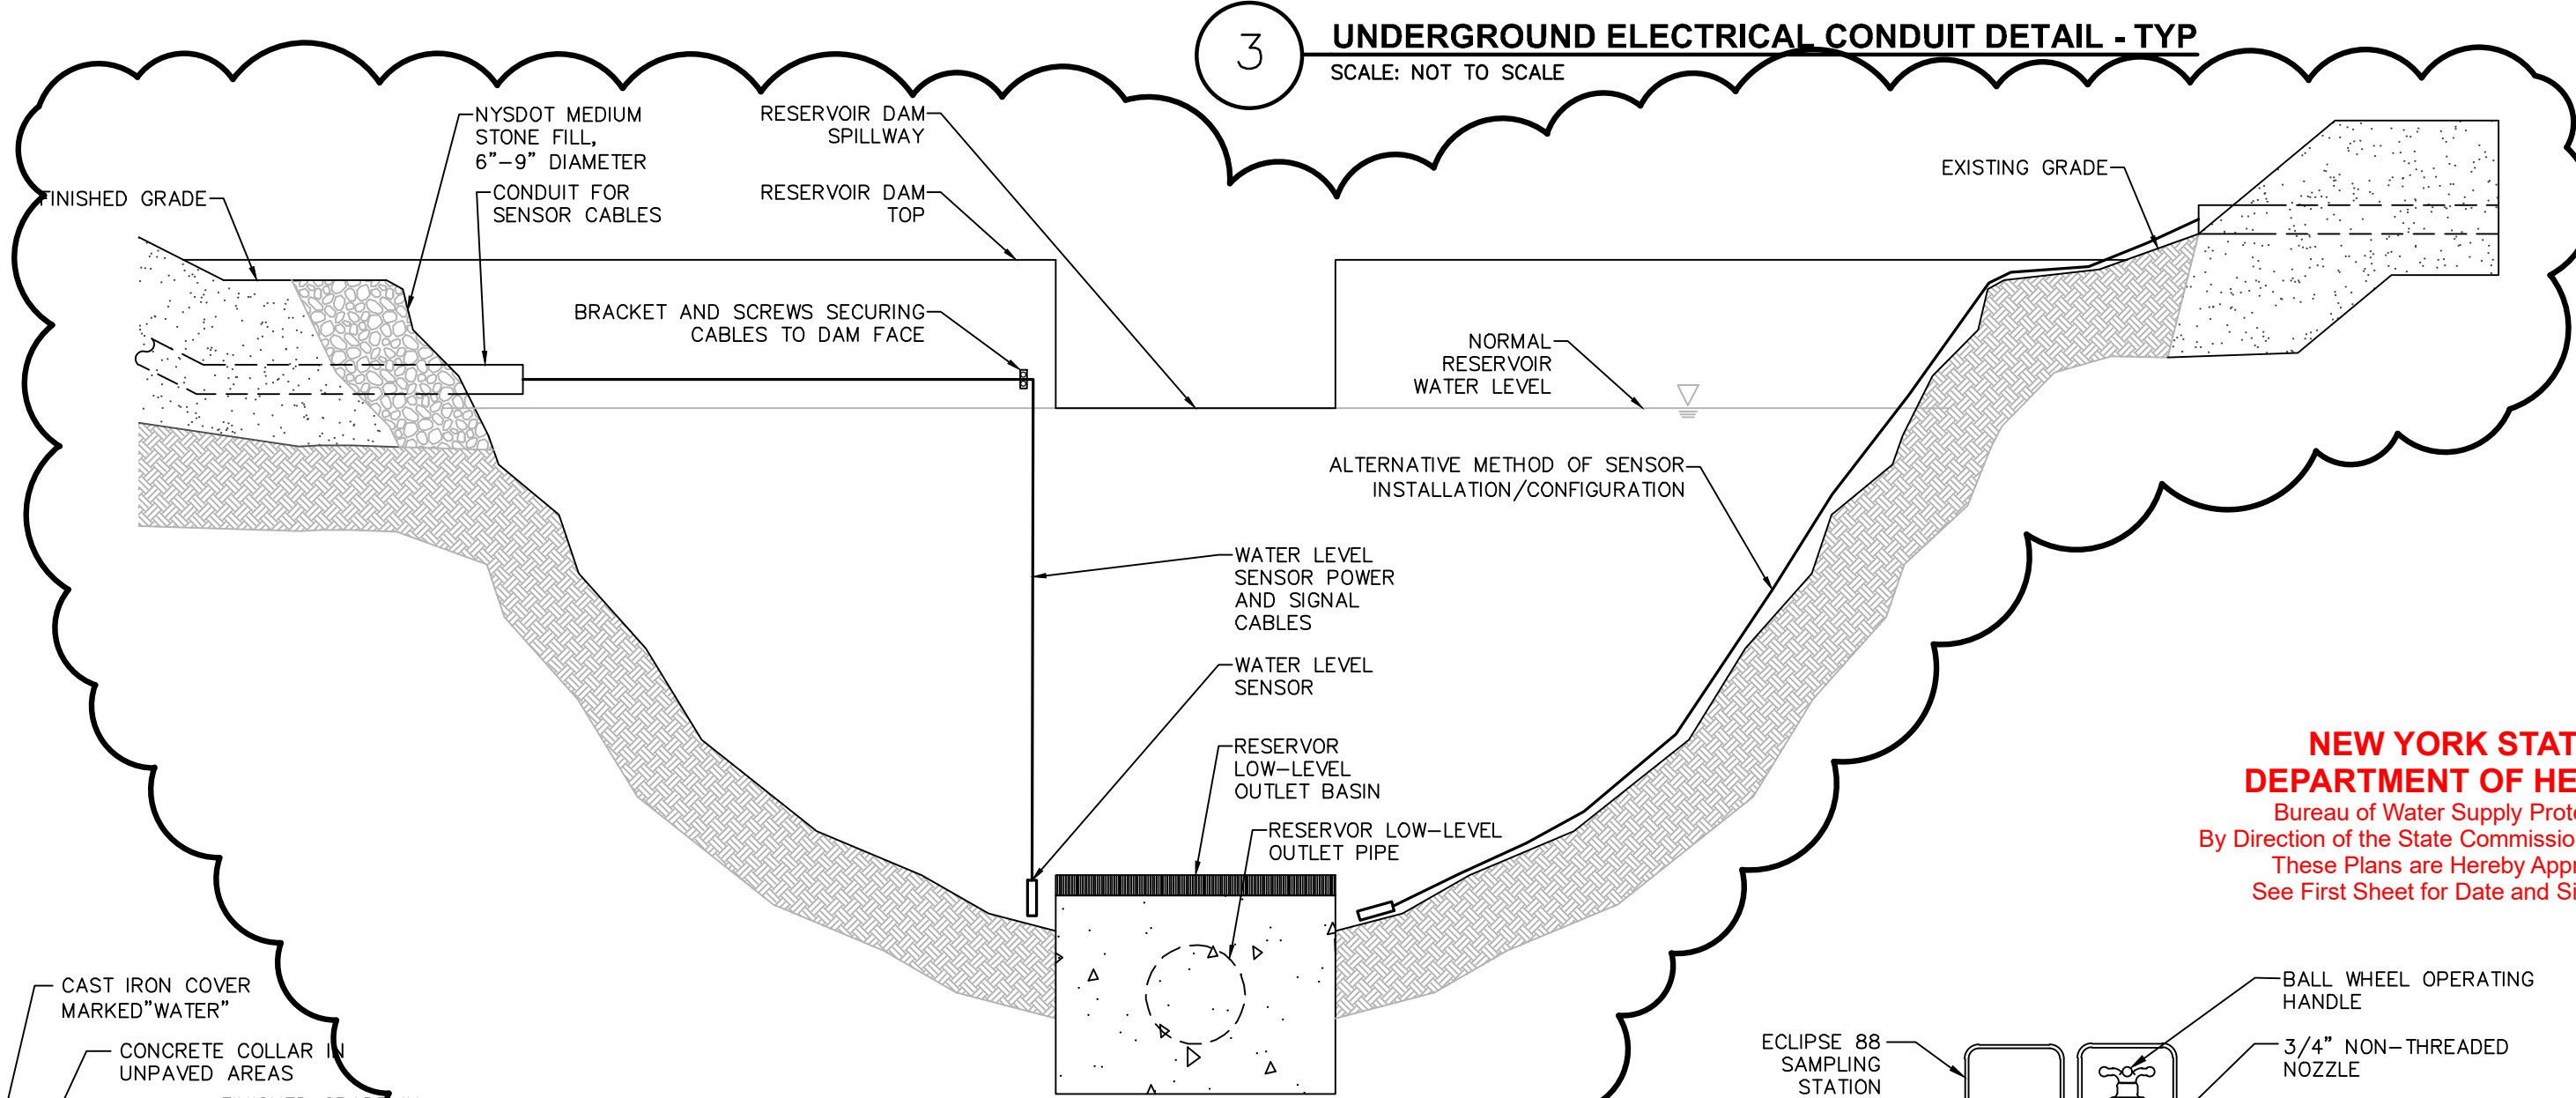 3
UNDERGROUND ELECTRICAL CONDUIT DETAIL - TYP
SCALE: NOT TO SCALE
NYSDOT MEDIUM
STONE FILL,
6"-9" DIAMETER
CONDUIT FOR
SENSOR CABLES
FINISHED GRADE
RESERVOIR DAM
SPILLWAY
RESERVOIR DAM
TOP
EXISTING GRADE
BRACKET AND SCREWS SECURING
CABLES TO DAM FACE
NORMAL
RESERVOIR
WATER LEVEL
ALTERNATIVE METHOD OF SENSOR
INSTALLATION/CONFIGURATION
WATER LEVEL
SENSOR POWER
AND SIGNAL
CABLES
WATER LEVEL
SENSOR
RESERVOR
LOW-LEVEL
OUTLET BASIN
RESERVOR LOW-LEVEL
OUTLET PIPE
NEW YORK STAT
DEPARTMENT OF HE
Bureau of Water Supply Prote
By Direction of the State Commissio
These Plans are Hereby Appr
See First Sheet for Date and Si
CAST IRON COVER
MARKED"WATER"
CONCRETE COLLAR IN
UNPAVED AREAS
BALL WHEEL OPERATING
HANDLE
3/4" NON-THREADED
NOZZLE
ECLIPSE 88
SAMPLING
STATION